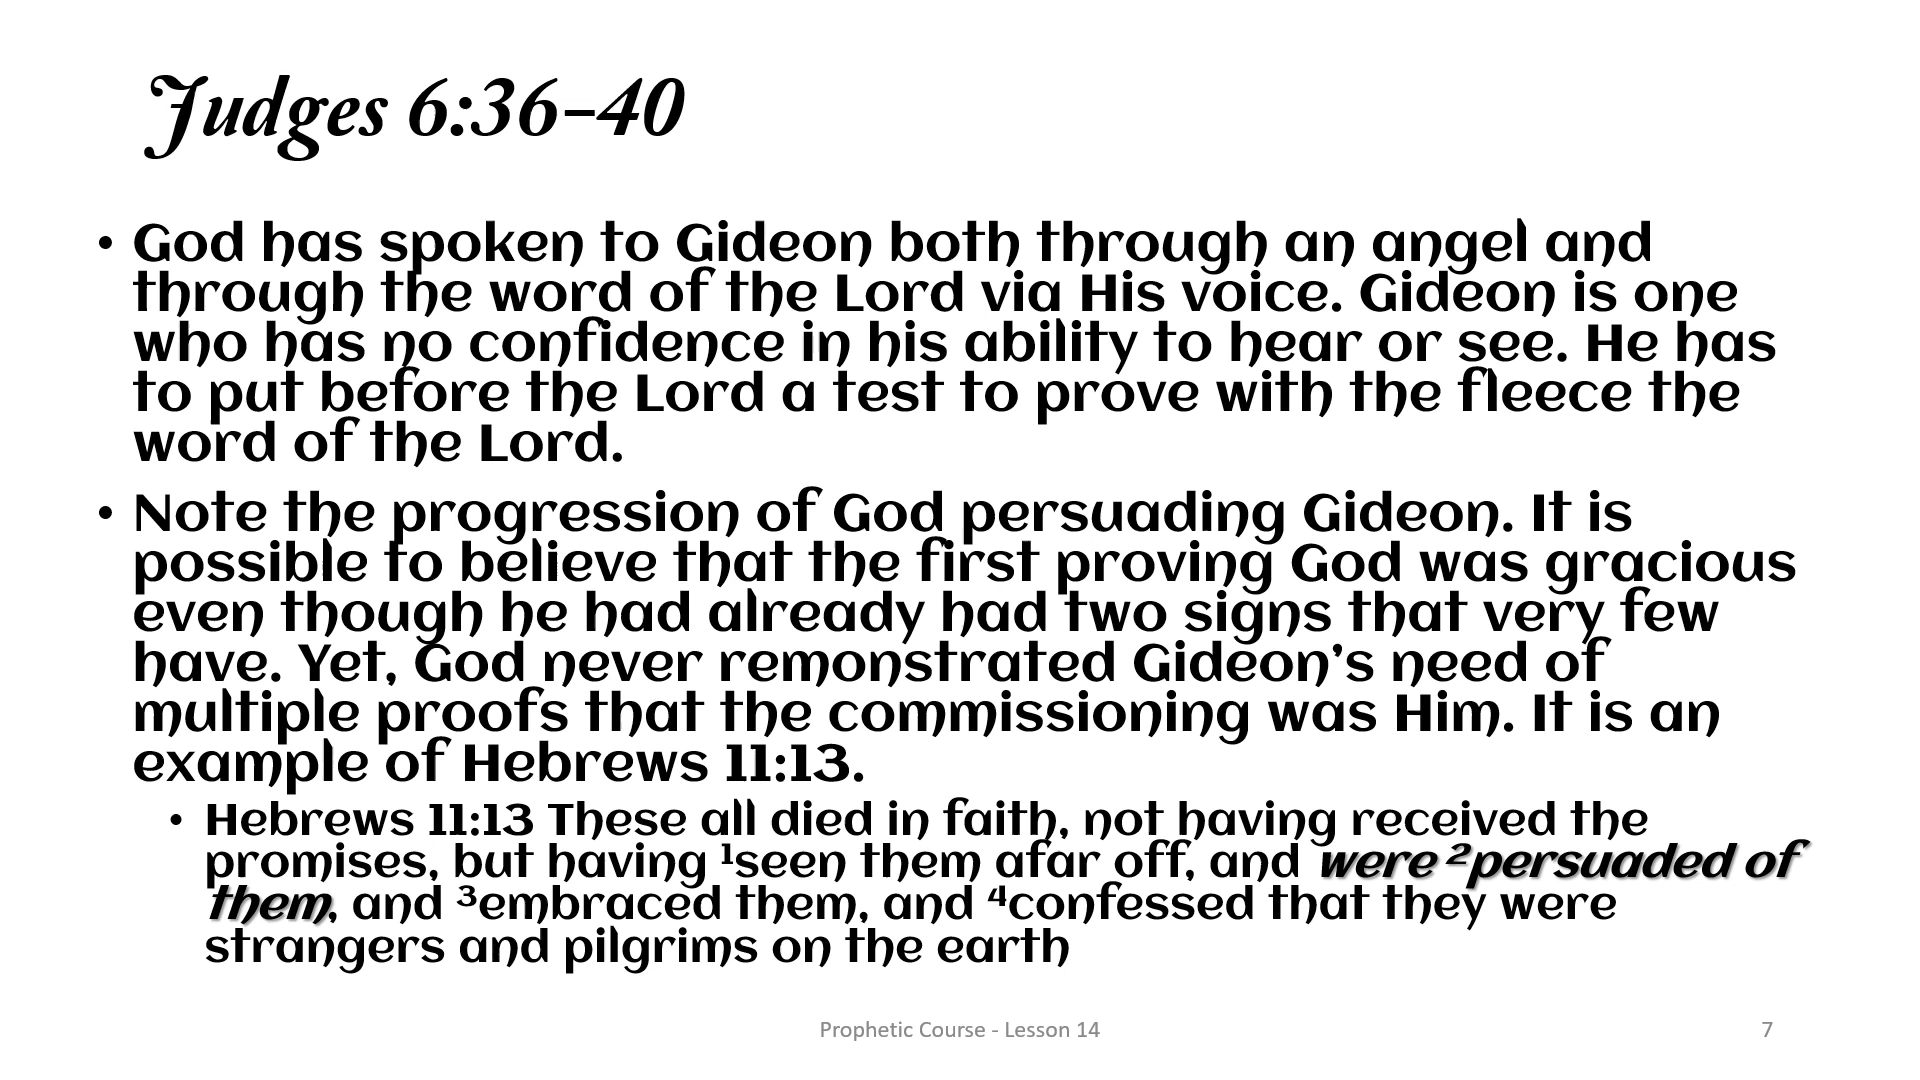 Judges 6:36-40
• God has spoken to Gideon both through an angel and
through the word of the Lord via His voice. Gideon is one
who has no confidence in his ability to hear or see. He has
to put before the Lord a test to prove with the fleece the
word of the Lord.
• Note the progression of God persuading Gideon. It is
possible to believe that the first proving God was gracious
even though he had already had two signs that very few
have. Yet, God never remonstrated Gideon's need of
multiple proofs that the commissioning was Him. It is an
example of Hebrews 11:13.
• Hebrews 11:13 These all died in faith, not having received the
promises, but having ¹seen them afar off, and were ²persuaded of
them, and ³embraced them, and ⁴confessed that they were
strangers and pilgrims on the earth
Prophetic Course - Lesson 14
7